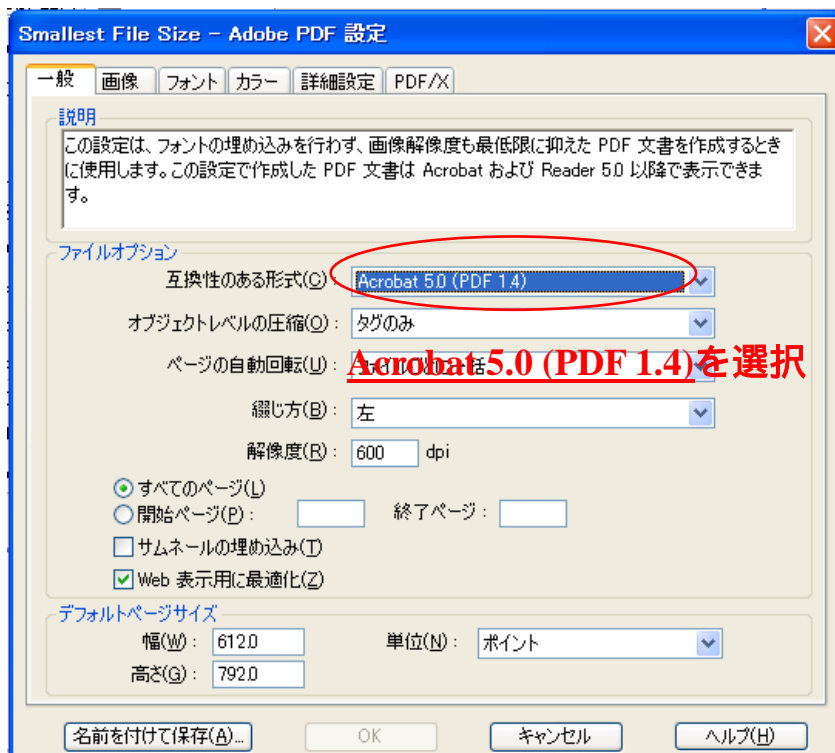 Smallest File Size - Adobe PDF 設定
一般 画像 フォント カラー 詳細設定 PDF/X
説明
この設定は、フォントの埋め込みを行わず、画像解像度も最低限に抑えた PDF 文書を作成するとき
に使用します。この設定で作成した PDF 文書は Acrobat および Reader 5.0 以降で表示できま
す。
ファイルオプション
互換性のある形式(C): Acrobat 5.0 (PDF 1.4)
オブジェクトレベルの圧縮(O): タグのみ
ページの自動回転(U):
Acrobat 5.0 (PDF 1.4)を選択
綴じ方(B): 左
解像度(R): 600 dpi
すべてのページ(L)
開始ページ(P): 終了ページ:
サムネールの埋め込み(T)
Web 表示用に最適化(Z)
デフォルトページサイズ
幅(W): 612.0 単位(N): ポイント
高さ(G): 792.0
名前を付けて保存(A)... OK キャンセル ヘルプ(H)